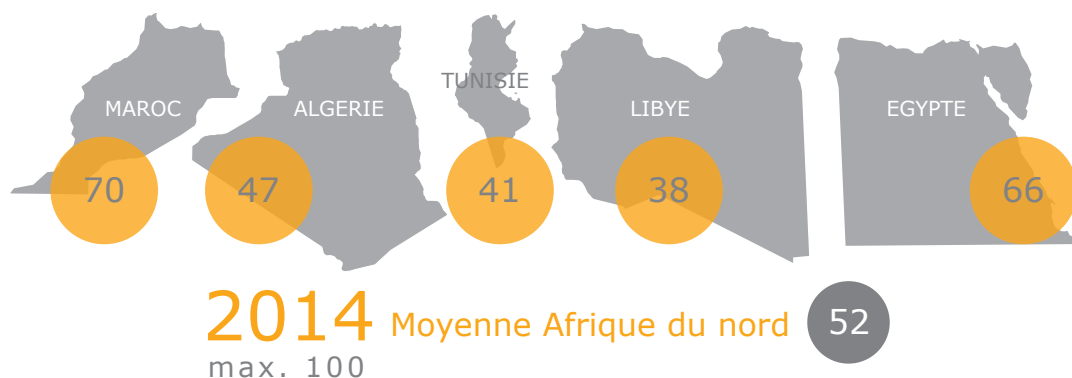 TUNISIE
MAROC ALGERIE LIBYE EGYPTE
70 47 41 38 66
2014 Moyenne Afrique du nord 52
max. 100